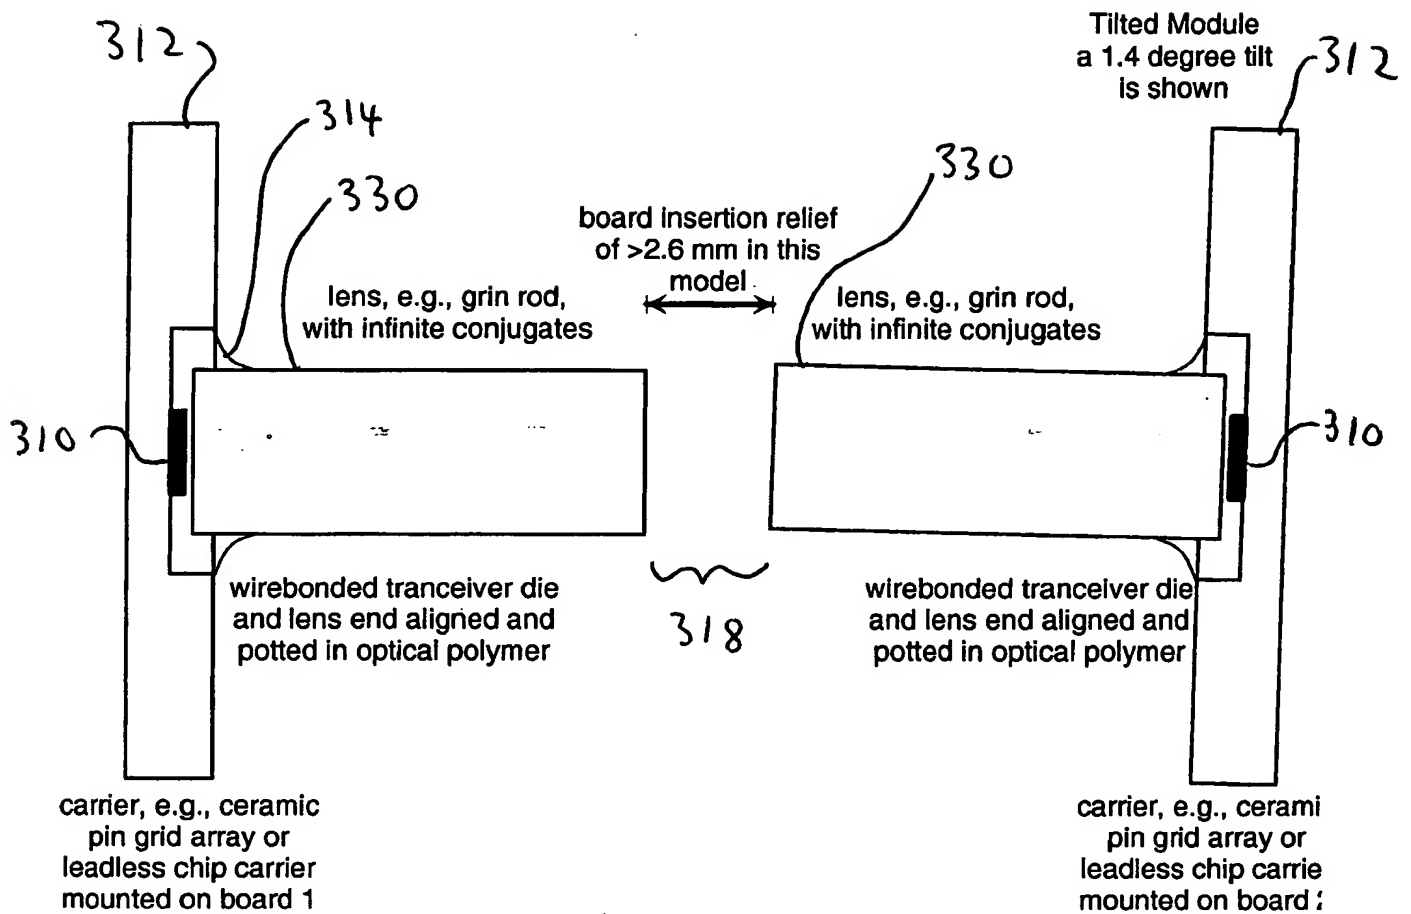 312
Tilted Module
a 1.4 degree tilt
is shown
312
314
330
330
board insertion relief
of >2.6 mm in this
model
lens, e.g., grin rod,
with infinite conjugates
lens, e.g., grin rod,
with infinite conjugates
310
310
wirebonded tranceiver die
and lens end aligned and
potted in optical polymer
318
wirebonded tranceiver die
and lens end aligned and
potted in optical polymer
carrier, e.g., ceramic
pin grid array or
leadless chip carrier
mounted on board 1
carrier, e.g., cerami
pin grid array or
leadless chip carrie
mounted on board